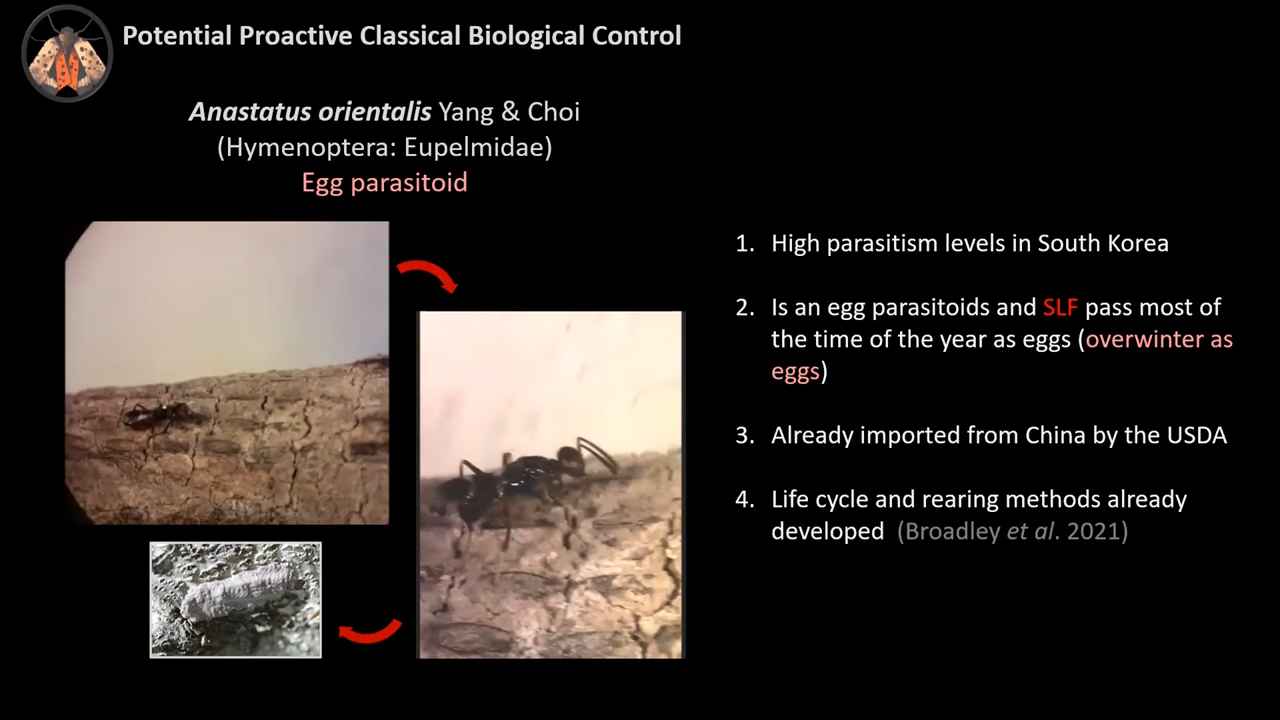 Potential Proactive Classical Biological Control
Anastatus orientalis Yang & Choi
(Hymenoptera: Eupelmidae)
Egg parasitoid
1. High parasitism levels in South Korea
2. Is an egg parasitoids and SLF pass most of
the time of the year as eggs (overwinter as
eggs)
3. Already imported from China by the USDA
4. Life cycle and rearing methods already
developed (Broadley et al. 2021)